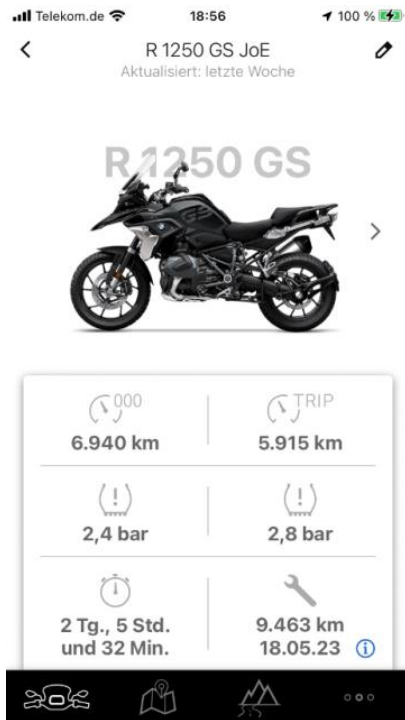 Telekom.de 18:56 100 %
R 1250 GS JoE
Aktualisiert: letzte Woche
R 1250 GS
000 TRIP
6.940 km 5.915 km
2,4 bar 2,8 bar
2 Tg., 5 Std. 9.463 km
und 32 Min. 18.05.23